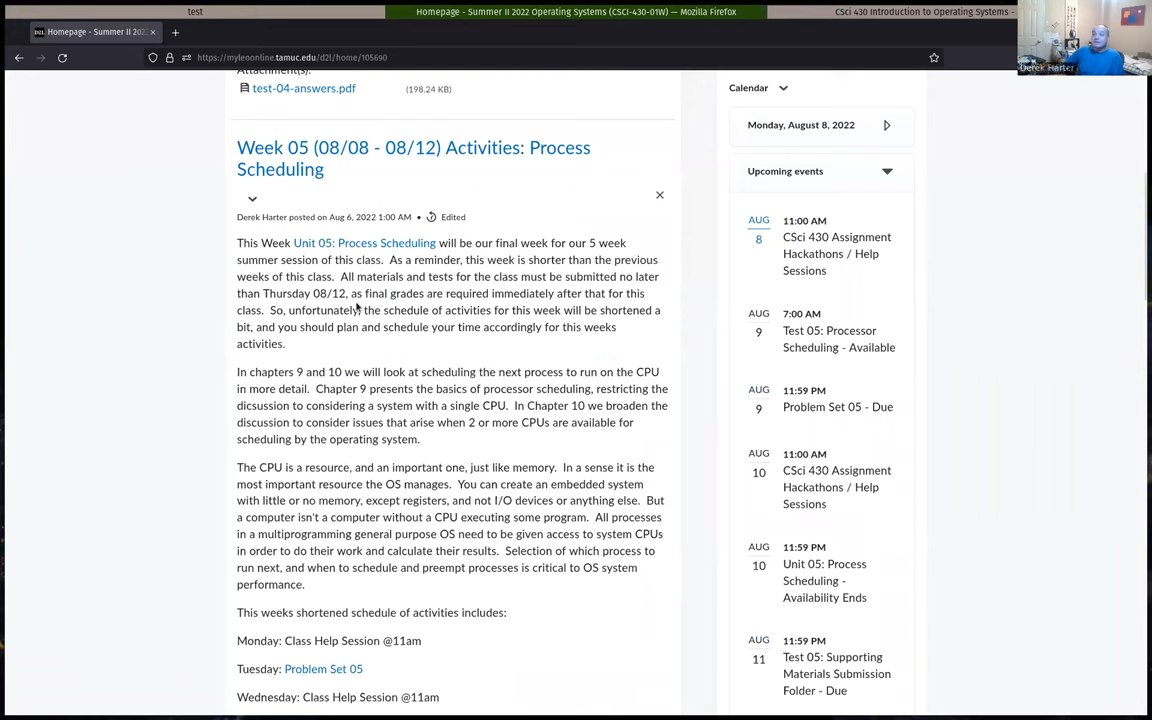 test
Homepage - Summer II 2022 Operating Systems (CSCI-430-01W) — Mozilla Firefox
CSci 430 Introduction to Operating Systems -
Homepage - Summer II 202
https://myleoonline.tamuc.edu/d2l/home/105690
Derek Harter
Attachment(s):
test-04-answers.pdf (198.24 KB)
Week 05 (08/08 - 08/12) Activities: Process
Scheduling
Derek Harter posted on Aug 6, 2022 1:00 AM • Edited
This Week Unit 05: Process Scheduling will be our final week for our 5 week
summer session of this class. As a reminder, this week is shorter than the previous
weeks of this class. All materials and tests for the class must be submitted no later
than Thursday 08/12, as final grades are required immediately after that for this
class. So, unfortunately, the schedule of activities for this week will be shortened a
bit, and you should plan and schedule your time accordingly for this weeks
activities.
In chapters 9 and 10 we will look at scheduling the next process to run on the CPU
in more detail. Chapter 9 presents the basics of processor scheduling, restricting the
dicsussion to considering a system with a single CPU. In Chapter 10 we broaden the
discussion to consider issues that arise when 2 or more CPUs are available for
scheduling by the operating system.
The CPU is a resource, and an important one, just like memory. In a sense it is the
most important resource the OS manages. You can create an embedded system
with little or no memory, except registers, and not I/O devices or anything else. But
a computer isn't a computer without a CPU executing some program. All processes
in a multiprogramming general purpose OS need to be given access to system CPUs
in order to do their work and calculate their results. Selection of which process to
run next, and when to schedule and preempt processes is critical to OS system
performance.
This weeks shortened schedule of activities includes:
Monday: Class Help Session @11am
Tuesday: Problem Set 05
Wednesday: Class Help Session @11am
Calendar
Monday, August 8, 2022
Upcoming events
AUG 11:00 AM
8 CSci 430 Assignment
Hackathons / Help
Sessions
AUG 7:00 AM
9 Test 05: Processor
Scheduling - Available
AUG 11:59 PM
9 Problem Set 05 - Due
AUG 11:00 AM
10 CSci 430 Assignment
Hackathons / Help
Sessions
AUG 11:59 PM
10 Unit 05: Process
Scheduling -
Availability Ends
AUG 11:59 PM
11 Test 05: Supporting
Materials Submission
Folder - Due